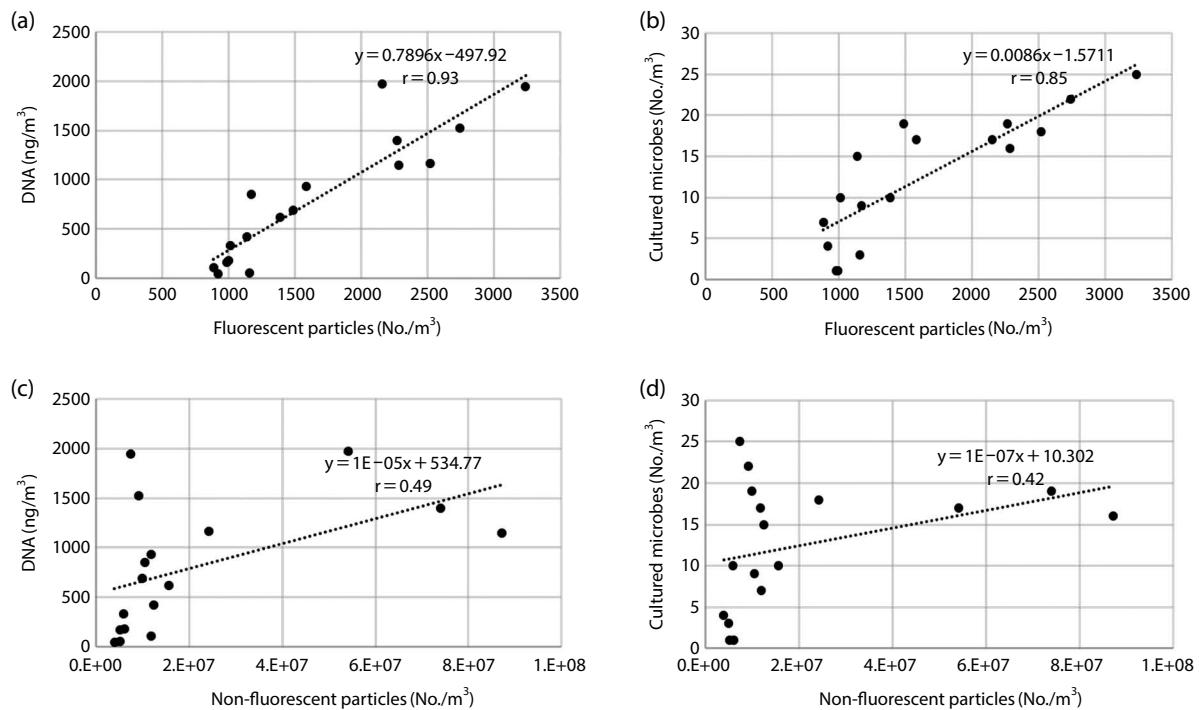 (a)
2500
2000
1500
1000
500
0
DNA (ng/m³)
y=0.7896x−497.92
r=0.93
0 500 1000 1500 2000 2500 3000 3500
Fluorescent particles (No./m³)
(b)
30
25
20
15
10
5
0
Cultured microbes (No./m³)
y=0.0086x−1.5711
r=0.85
0 500 1000 1500 2000 2500 3000 3500
Fluorescent particles (No./m³)
(c)
2500
2000
1500
1000
500
0
DNA (ng/m³)
y=1E−05x+534.77
r=0.49
0.E+00 2.E+07 4.E+07 6.E+07 8.E+07 1.E+08
Non-fluorescent particles (No./m³)
(d)
30
25
20
15
10
5
0
Cultured microbes (No./m³)
y=1E−07x+10.302
r=0.42
0.E+00 2.E+07 4.E+07 6.E+07 8.E+07 1.E+08
Non-fluorescent particles (No./m³)